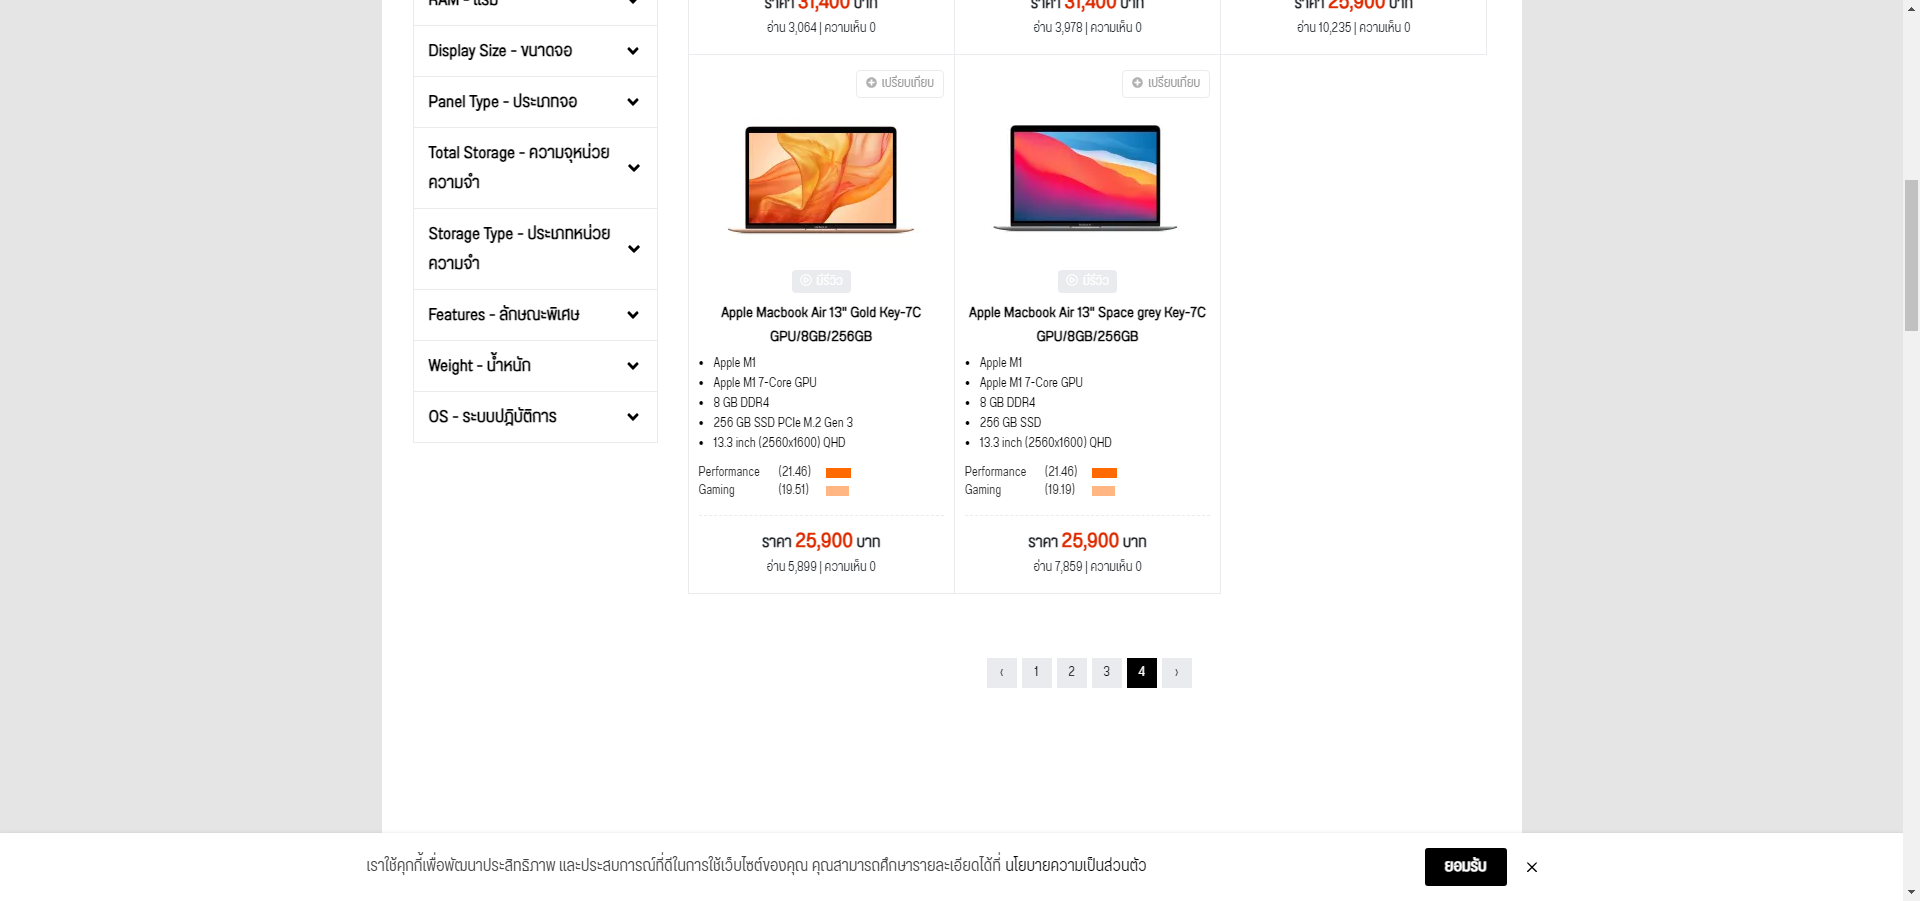 RAM - แรม
Display Size - ขนาดจอ
Panel Type - ประเภทจอ
Total Storage - ความจุหน่วย
ความจำ
Storage Type - ประเภทหน่วย
ความจำ
Features - ลักษณะพิเศษ
Weight - น้ำหนัก
OS - ระบบปฎิบัติการ
ราคา 31,400 บาท
อ่าน 3,064 | ความเห็น 0
ราคา 31,400 บาท
อ่าน 3,978 | ความเห็น 0
ราคา 25,900 บาท
อ่าน 10,235 | ความเห็น 0
เปรียบเทียบ
มีรีวิว
Apple Macbook Air 13" Gold Key-7C
GPU/8GB/256GB
• Apple M1
• Apple M1 7-Core GPU
• 8 GB DDR4
• 256 GB SSD PCIe M.2 Gen 3
• 13.3 inch (2560x1600) QHD
Performance (21.46)
Gaming (19.51)
ราคา 25,900 บาท
อ่าน 5,899 | ความเห็น 0
เปรียบเทียบ
มีรีวิว
Apple Macbook Air 13" Space grey Key-7C
GPU/8GB/256GB
• Apple M1
• Apple M1 7-Core GPU
• 8 GB DDR4
• 256 GB SSD
• 13.3 inch (2560x1600) QHD
Performance (21.46)
Gaming (19.19)
ราคา 25,900 บาท
อ่าน 7,859 | ความเห็น 0
‹ 1 2 3 4 ›
เราใช้คุกกี้เพื่อพัฒนาประสิทธิภาพ และประสบการณ์ที่ดีในการใช้เว็บไซต์ของคุณ คุณสามารถศึกษารายละเอียดได้ที่ นโยบายความเป็นส่วนตัว
ยอมรับ ×